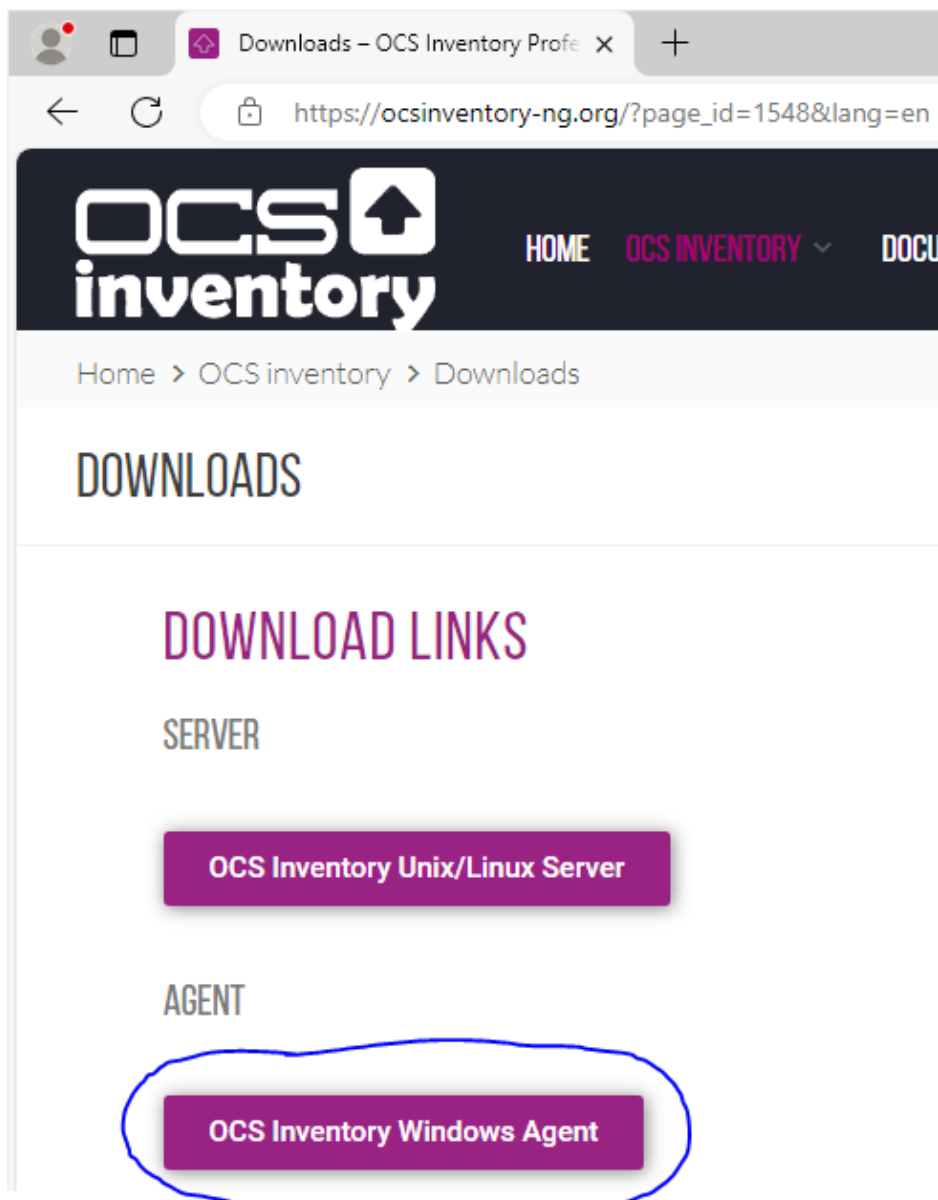 Downloads – OCS Inventory Profe
https://ocsinventory-ng.org/?page_id=1548&lang=en
OCS
inventory
HOME OCS INVENTORY DOCU
Home > OCS inventory > Downloads
DOWNLOADS
DOWNLOAD LINKS
SERVER
OCS Inventory Unix/Linux Server
AGENT
OCS Inventory Windows Agent